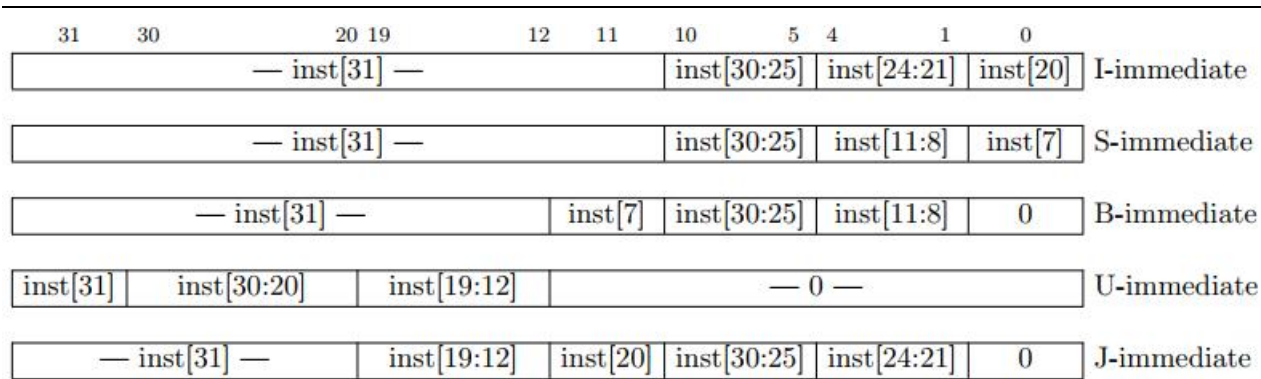 31 30 20 19 12 11 10 5 4 1 0
— inst[31] — inst[30:25] inst[24:21] inst[20] I-immediate
— inst[31] — inst[30:25] inst[11:8] inst[7] S-immediate
— inst[31] — inst[7] inst[30:25] inst[11:8] 0 B-immediate
inst[31] inst[30:20] inst[19:12] — 0 — U-immediate
— inst[31] — inst[19:12] inst[20] inst[30:25] inst[24:21] 0 J-immediate